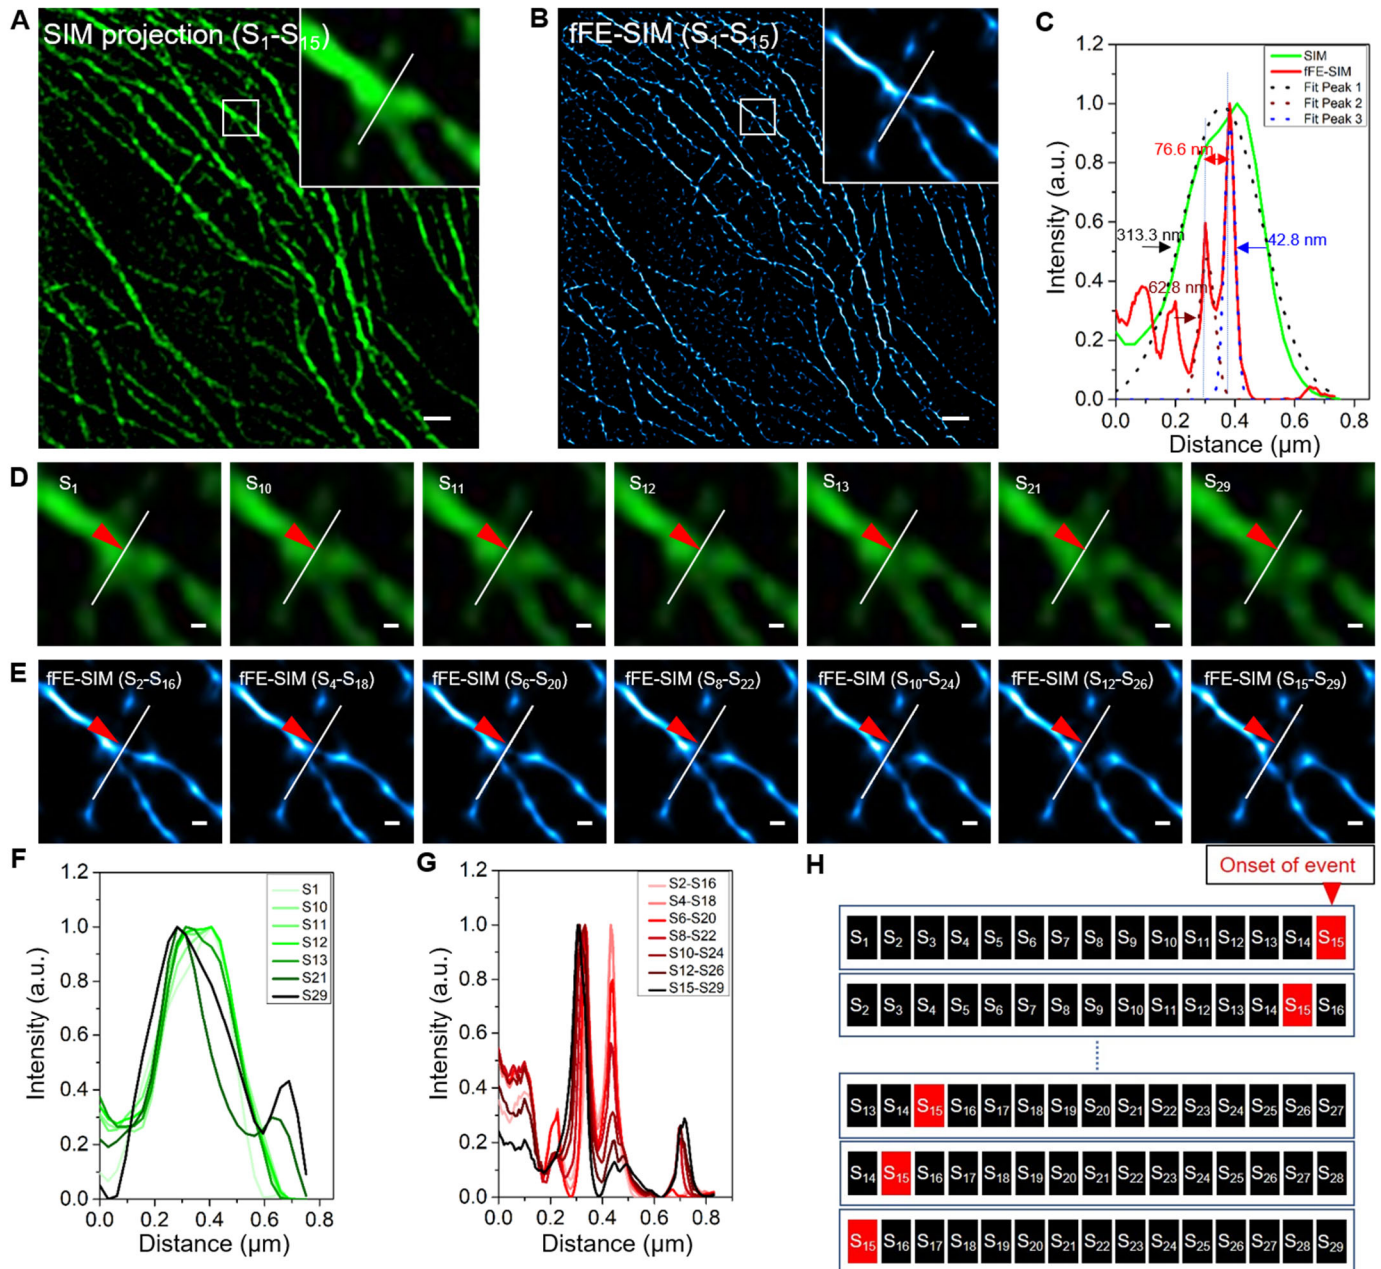 A
SIM projection (S1-S15)
B
fFE-SIM (S1-S15)
C
1.2
1.0
0.8
0.6
0.4
0.2
0.0
Intensity (a.u.)
SIM
fFE-SIM
Fit Peak 1
Fit Peak 2
Fit Peak 3
76.6 nm
313.3 nm
42.8 nm
62.8 nm
0.0 0.2 0.4 0.6 0.8
Distance (µm)
D
S1
S10
S11
S12
S13
S21
S29
E
fFE-SIM (S2-S16)
fFE-SIM (S4-S18)
fFE-SIM (S6-S20)
fFE-SIM (S8-S22)
fFE-SIM (S10-S24)
fFE-SIM (S12-S26)
fFE-SIM (S15-S29)
F
1.2
1.0
0.8
0.6
0.4
0.2
0.0
Intensity (a.u.)
S1
S10
S11
S12
S13
S21
S29
0.0 0.2 0.4 0.6 0.8
Distance (µm)
G
1.2
1.0
0.8
0.6
0.4
0.2
0.0
Intensity (a.u.)
S2-S16
S4-S18
S6-S20
S8-S22
S10-S24
S12-S26
S15-S29
0.0 0.2 0.4 0.6 0.8
Distance (µm)
H
Onset of event
S1 S2 S3 S4 S5 S6 S7 S8 S9 S10 S11 S12 S13 S14 S15
S2 S3 S4 S5 S6 S7 S8 S9 S10 S11 S12 S13 S14 S15 S16
S13 S14 S15 S16 S17 S18 S19 S20 S21 S22 S23 S24 S25 S26 S27
S14 S15 S16 S17 S18 S19 S20 S21 S22 S23 S24 S25 S26 S27 S28
S15 S16 S17 S18 S19 S20 S21 S22 S23 S24 S25 S26 S27 S28 S29